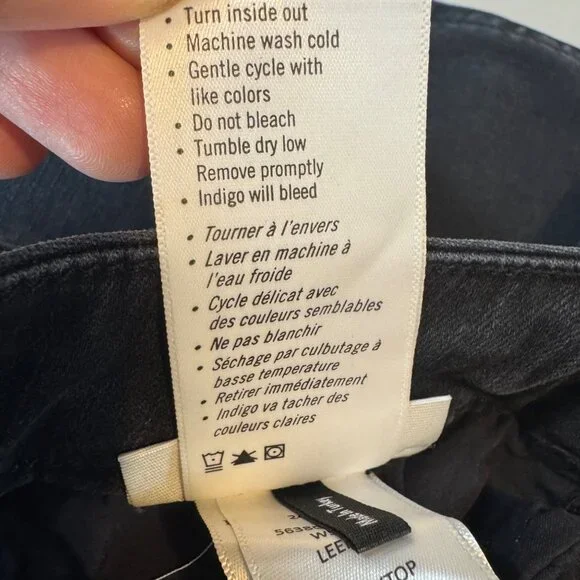 • Turn inside out
• Machine wash cold
• Gentle cycle with
like colors
• Do not bleach
• Tumble dry low
Remove promptly
• Indigo will bleed
• Tourner à l'envers
• Laver en machine à
l'eau froide
• Cycle délicat avec
des couleurs semblables
• Ne pas blanchir
• Séchage par culbutage à
basse temperature
• Retirer immédiatement
• Indigo va tacher des
couleurs claires
Made in Turkey